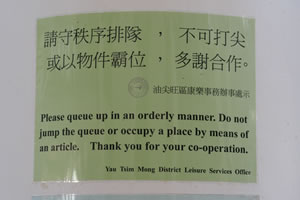 請守秩序排隊，不可打尖
或以物件霸位，多謝合作。
油尖旺區康樂事務辦事處示
Please queue up in an orderly manner. Do not
jump the queue or occupy a place by means of
an article. Thank you for your co-operation.
Yau Tsim Mong District Leisure Services Office